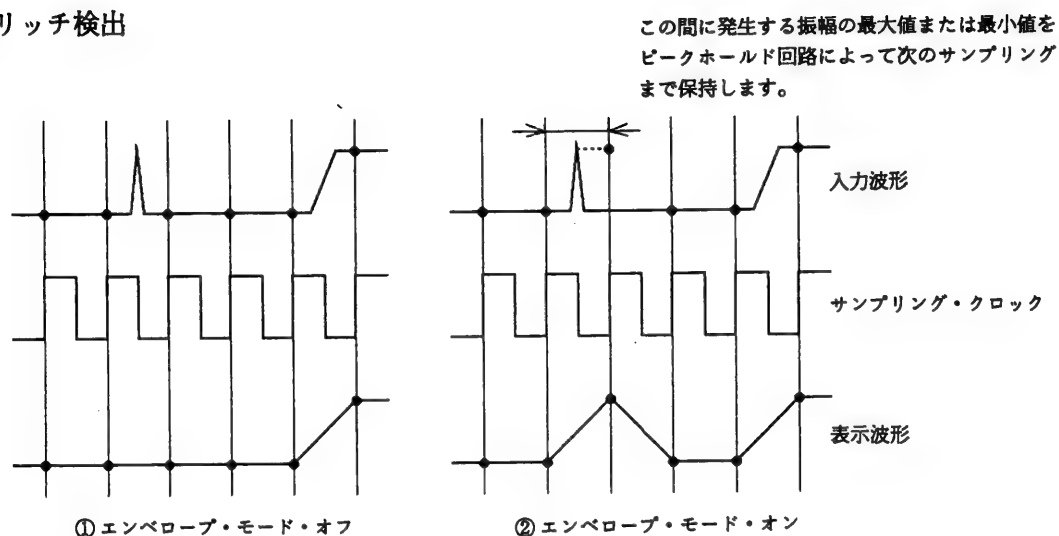 リッチ検出
この間に発生する振幅の最大値または最小値を
ピークホールド回路によって次のサンプリング
まで保持します。
入力波形
サンプリング・クロック
表示波形
①エンベロープ・モード・オフ
②エンベロープ・モード・オン